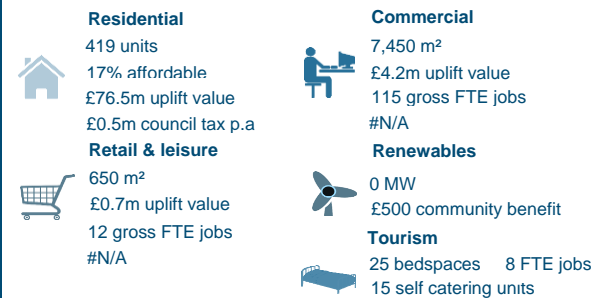 Residential
419 units
17% affordable
£76.5m uplift value
£0.5m council tax p.a
Retail & leisure
650 m²
£0.7m uplift value
12 gross FTE jobs
#N/A
Commercial
7,450 m²
£4.2m uplift value
115 gross FTE jobs
#N/A
Renewables
0 MW
£500 community benefit
Tourism
25 bedspaces 8 FTE jobs
15 self catering units